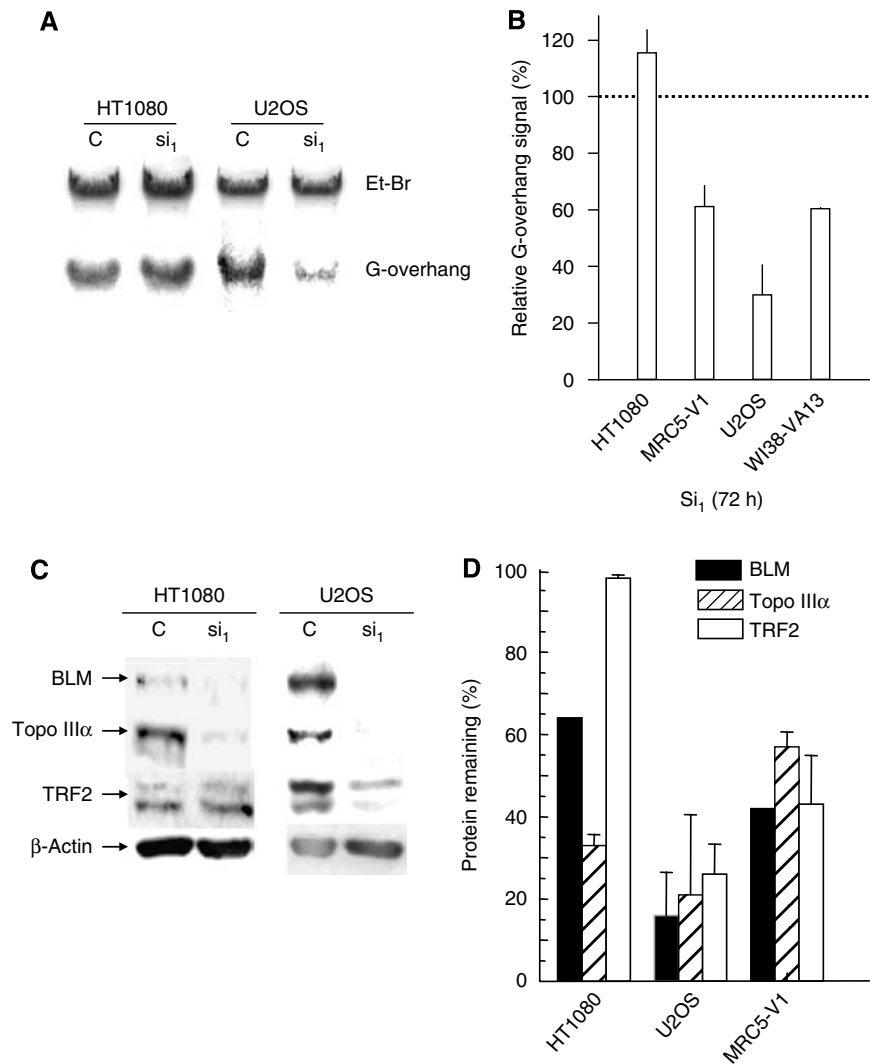 A
HT1080 U2OS
C si₁ C si₁
Et-Br
G-overhang
B
Relative G-overhang signal (%)
120
100
80
60
40
20
0
HT1080
MRC5-V1
U2OS
WI38-VA13
Si₁ (72 h)
C
HT1080 U2OS
C si₁ C si₁
BLM
Topo IIIα
TRF2
β-Actin
D
BLM
Topo IIIα
TRF2
Protein remaining (%)
100
80
60
40
20
0
HT1080
U2OS
MRC5-V1